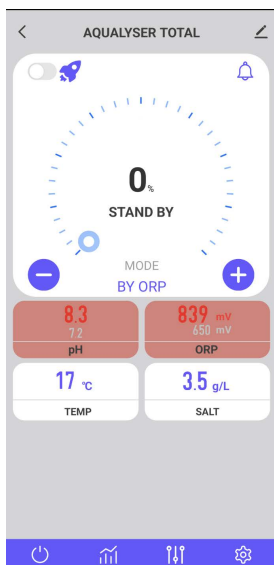 AQUALYSER TOTAL
0%
STAND BY
MODE
BY ORP
8.3
7.2
pH
839 mV
650 mV
ORP
17 °C
TEMP
3.5 g/L
SALT